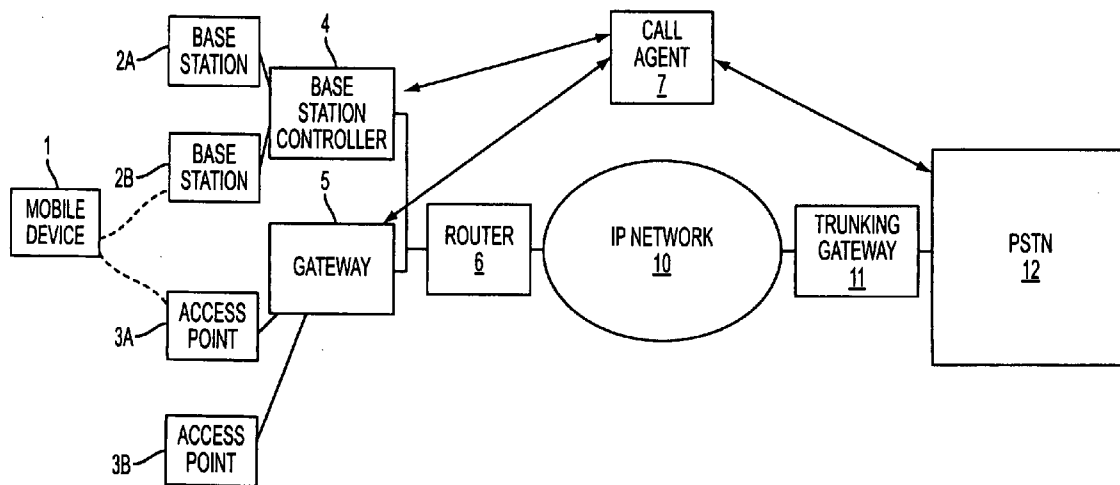 2A
BASE
STATION
4
BASE
STATION
CONTROLLER
CALL
AGENT
7
1
MOBILE
DEVICE
2B
BASE
STATION
5
GATEWAY
ROUTER
6
IP NETWORK
10
TRUNKING
GATEWAY
11
PSTN
12
3A
ACCESS
POINT
3B
ACCESS
POINT